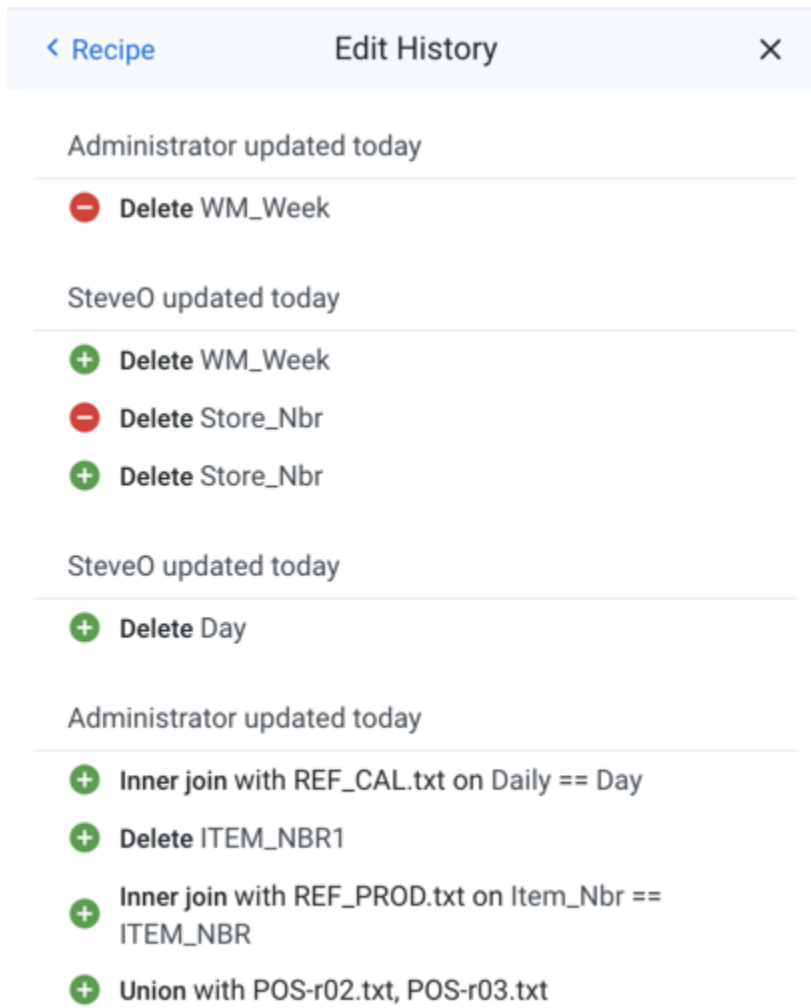 Recipe
Edit History
Administrator updated today
Delete WM_Week
SteveO updated today
Delete WM_Week
Delete Store_Nbr
Delete Store_Nbr
SteveO updated today
Delete Day
Administrator updated today
Inner join with REF_CAL.txt on Daily == Day
Delete ITEM_NBR1
Inner join with REF_PROD.txt on Item_Nbr ==
ITEM_NBR
Union with POS-r02.txt, POS-r03.txt